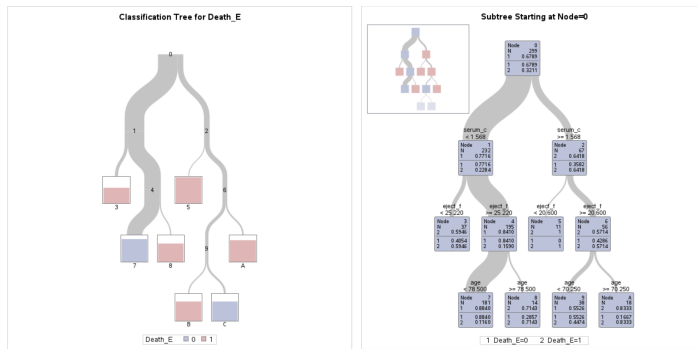 Classification Tree for Death_E
0
1
2
3
4
5
6
7
8
9
A
B
C
Death_E 0 1
Subtree Starting at Node=0
Node 0
N 299
1 0.6789
1 0.6789
2 0.3211
serum_c
< 1.568
serum_c
>= 1.568
Node 1
N 232
1 0.7716
1 0.7716
2 0.2284
Node 2
N 67
2 0.6418
1 0.3582
2 0.6418
eject_f
< 25.220
eject_f
>= 25.220
eject_f
< 20.600
eject_f
>= 20.600
Node 3
N 37
2 0.5946
1 0.4054
2 0.5946
Node 4
N 195
1 0.8410
1 0.8410
2 0.1590
Node 5
N 11
2 1
1 0
2 1
Node 6
N 56
2 0.5714
1 0.4286
2 0.5714
age
< 78.500
age
>= 78.500
age
< 70.250
age
>= 70.250
Node 7
N 181
1 0.8840
1 0.8840
2 0.1160
Node 8
N 14
2 0.7143
1 0.2857
2 0.7143
Node 9
N 38
1 0.5526
1 0.5526
2 0.4474
Node A
N 18
2 0.8333
1 0.1667
2 0.8333
1 Death_E=0 2 Death_E=1